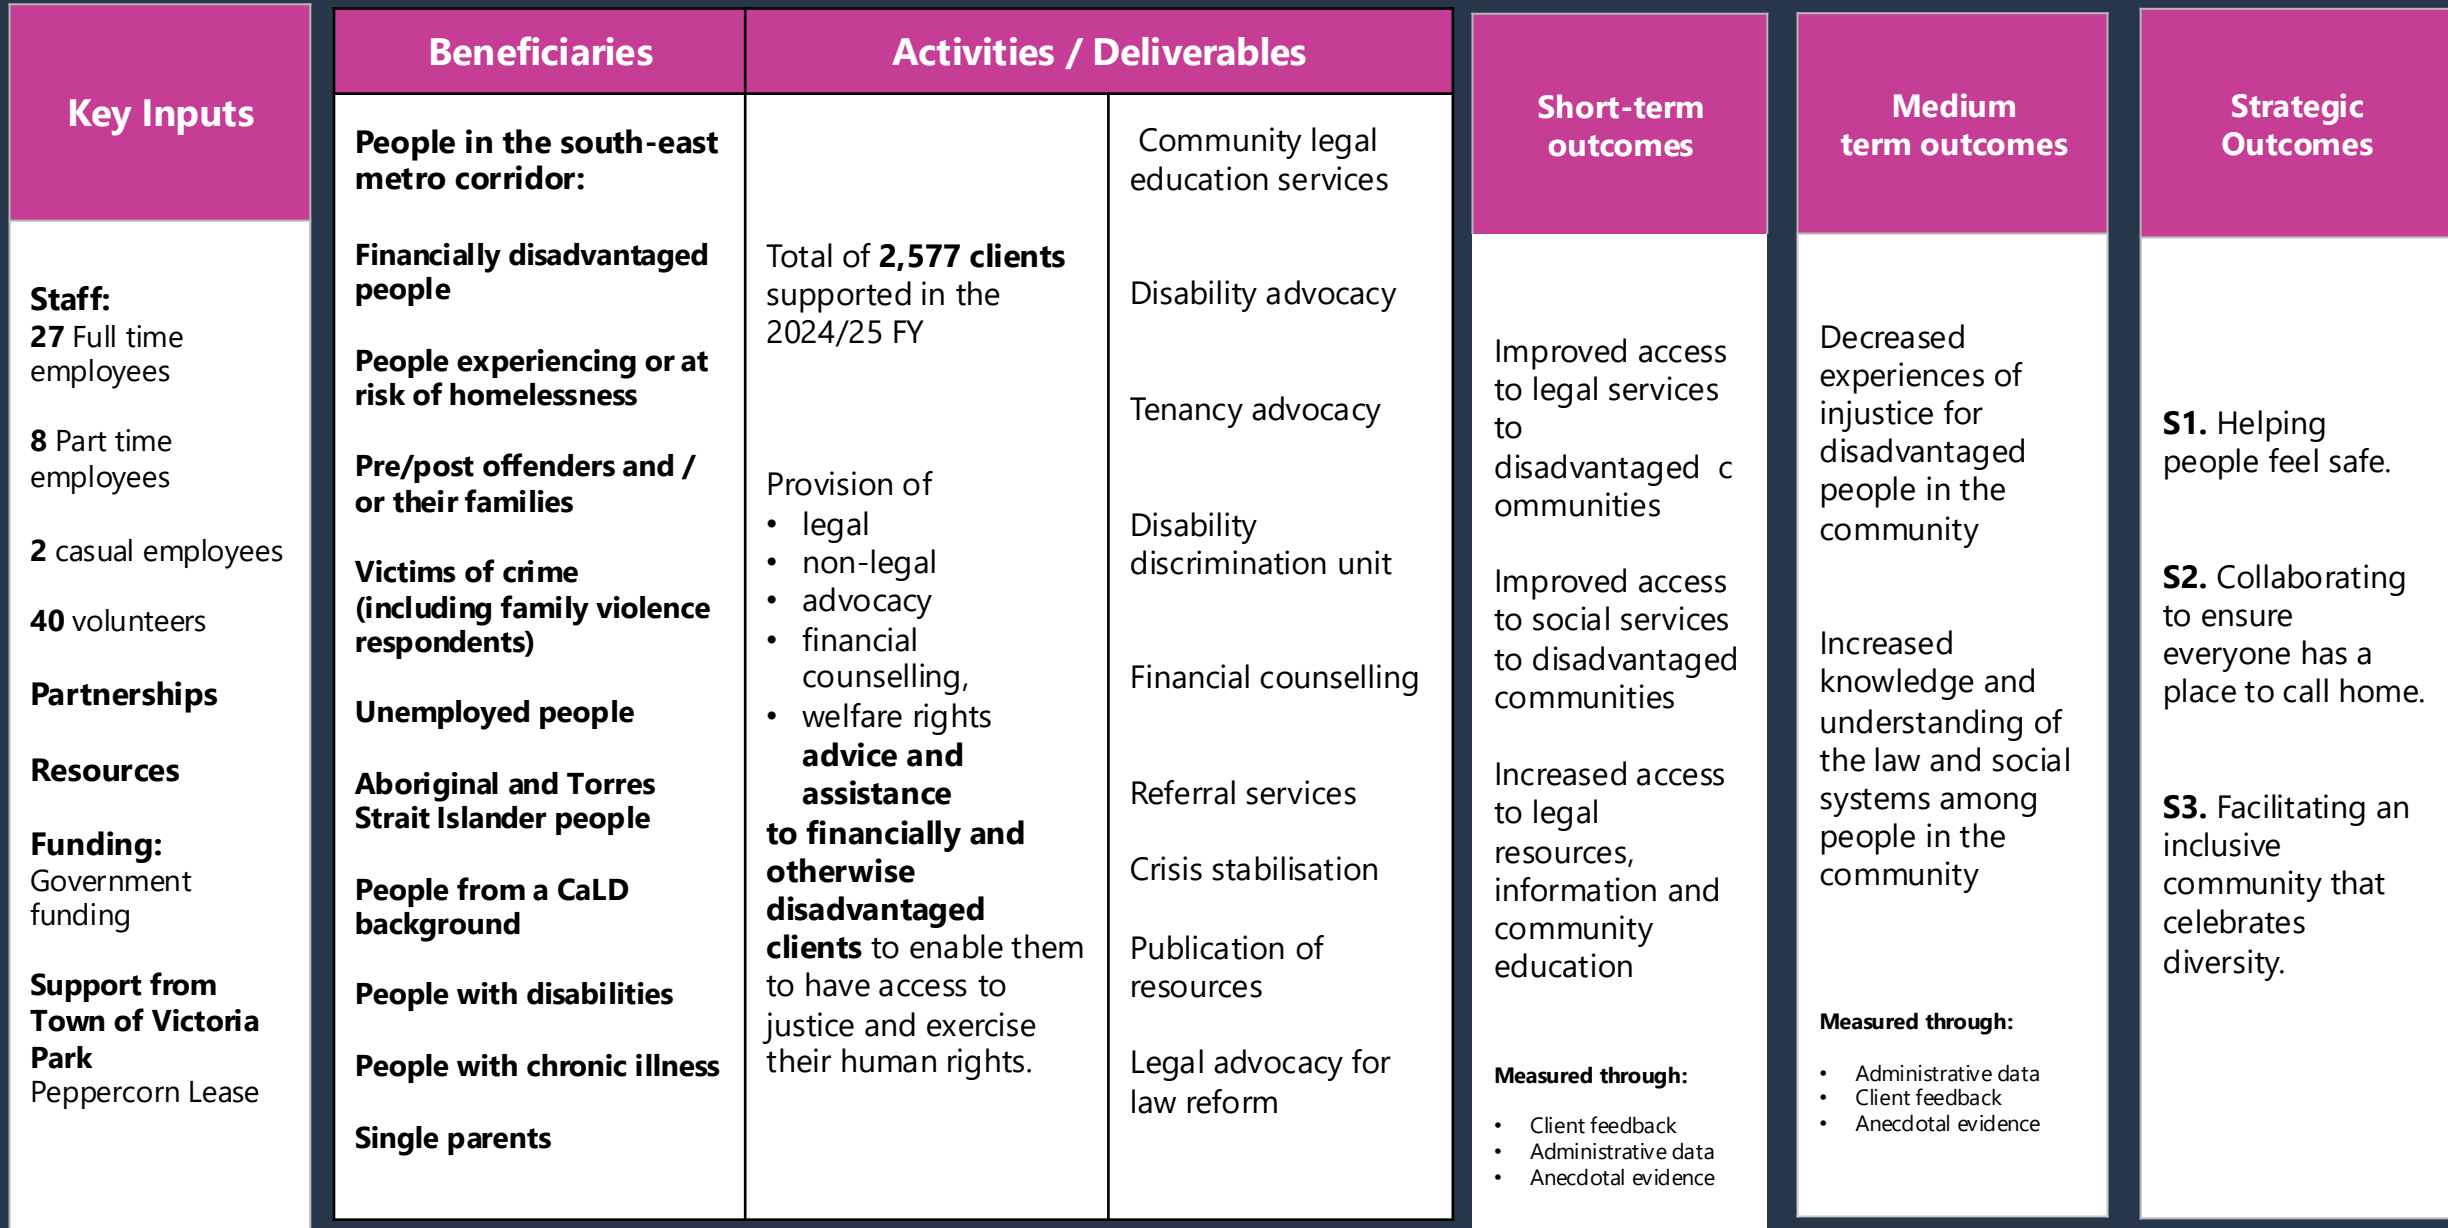 Key Inputs
Staff:
27 Full time
employees
8 Part time
employees
2 casual employees
40 volunteers
Partnerships
Resources
Funding:
Government
funding
Support from
Town of Victoria
Park
Peppercorn Lease
Beneficiaries
People in the south-east
metro corridor:
Financially disadvantaged
people
People experiencing or at
risk of homelessness
Pre/post offenders and /
or their families
Victims of crime
(including family violence
respondents)
Unemployed people
Aboriginal and Torres
Strait Islander people
People from a CaLD
background
People with disabilities
People with chronic illness
Single parents
Activities / Deliverables
Total of 2,577 clients
supported in the
2024/25 FY
Provision of
• legal
• non-legal
• advocacy
• financial
counselling,
• welfare rights
advice and
assistance
to financially and
otherwise
disadvantaged
clients to enable them
to have access to
justice and exercise
their human rights.
Community legal
education services
Disability advocacy
Tenancy advocacy
Disability
discrimination unit
Financial counselling
Referral services
Crisis stabilisation
Publication of
resources
Legal advocacy for
law reform
Short-term
outcomes
Improved access
to legal services
to
disadvantaged c
ommunities
Improved access
to social services
to disadvantaged
communities
Increased access
to legal
resources,
information and
community
education
Measured through:
• Client feedback
• Administrative data
• Anecdotal evidence
Medium
term outcomes
Decreased
experiences of
injustice for
disadvantaged
people in the
community
Increased
knowledge and
understanding of
the law and social
systems among
people in the
community
Measured through:
• Administrative data
• Client feedback
• Anecdotal evidence
Strategic
Outcomes
S1. Helping
people feel safe.
S2. Collaborating
to ensure
everyone has a
place to call home.
S3. Facilitating an
inclusive
community that
celebrates
diversity.